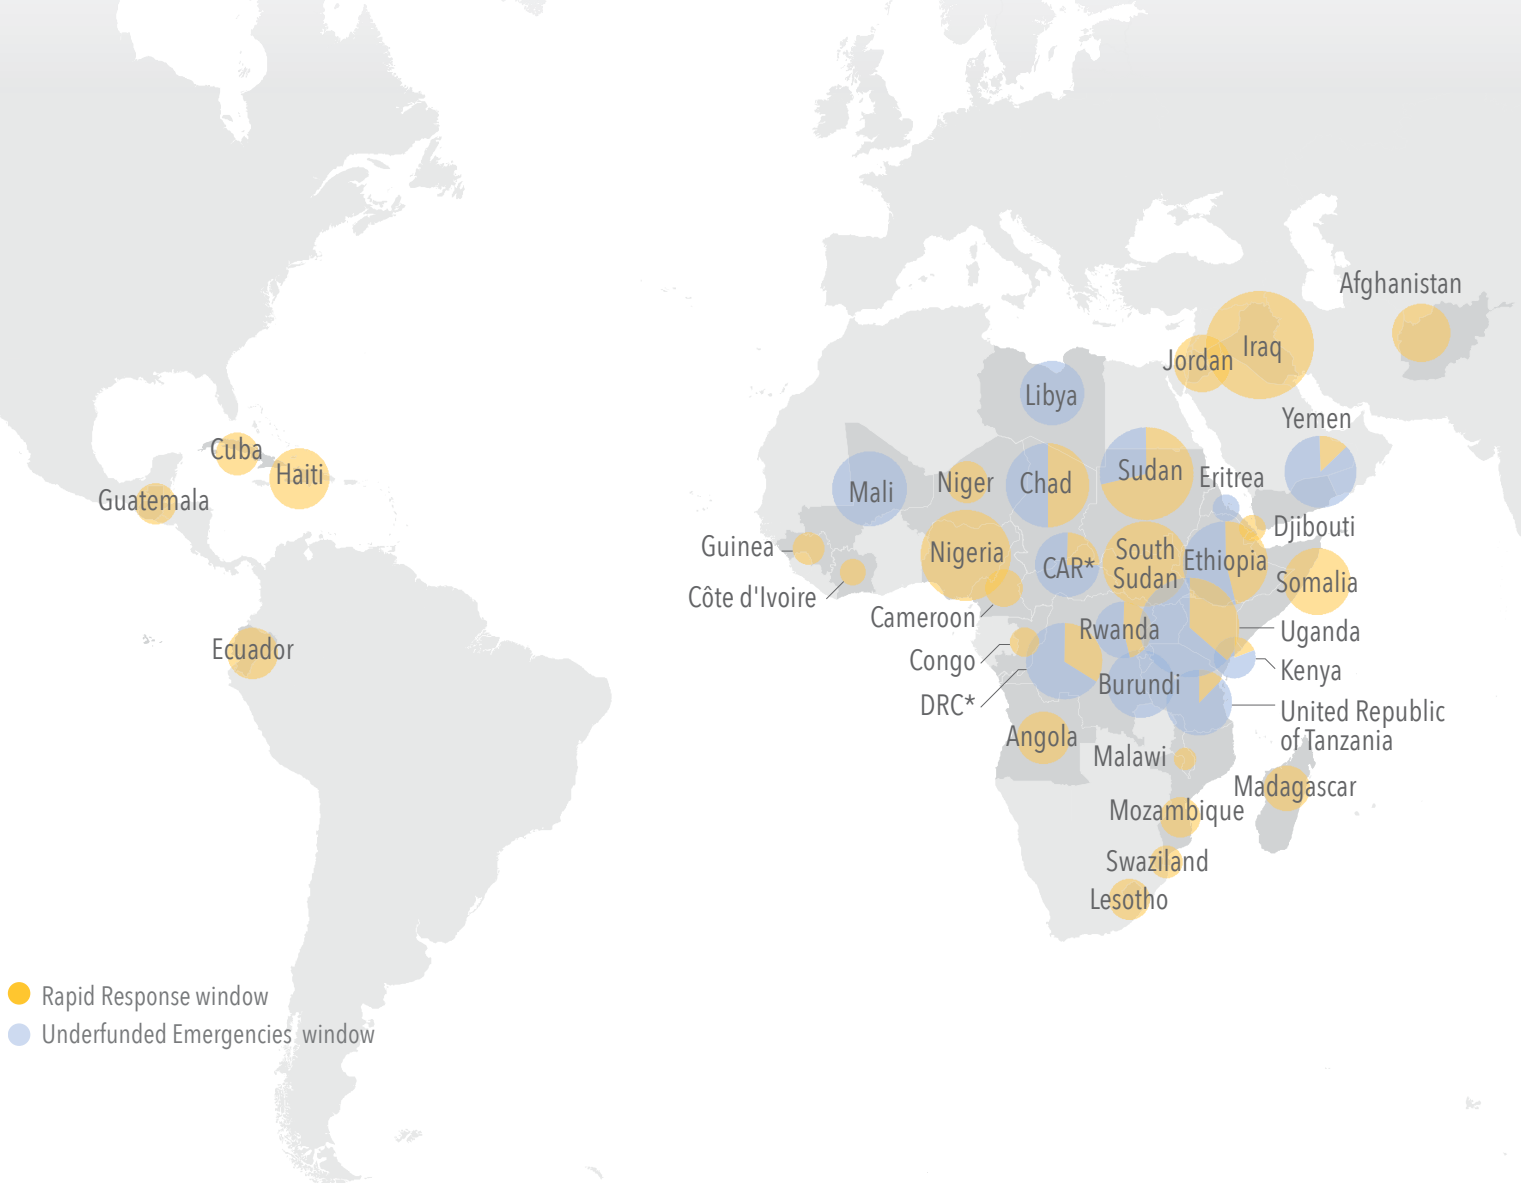 Afghanistan
Iraq
Jordan
Libya
Yemen
Cuba
Haiti
Guatemala
Mali
Niger
Chad
Sudan
Eritrea
Djibouti
Guinea
Nigeria
CAR*
South
Sudan
Ethiopia
Somalia
Côte d'Ivoire
Cameroon
Rwanda
Uganda
Ecuador
Congo
Kenya
DRC*
Burundi
United Republic
of Tanzania
Angola
Malawi
Madagascar
Mozambique
Swaziland
Lesotho
Rapid Response window
Underfunded Emergencies window